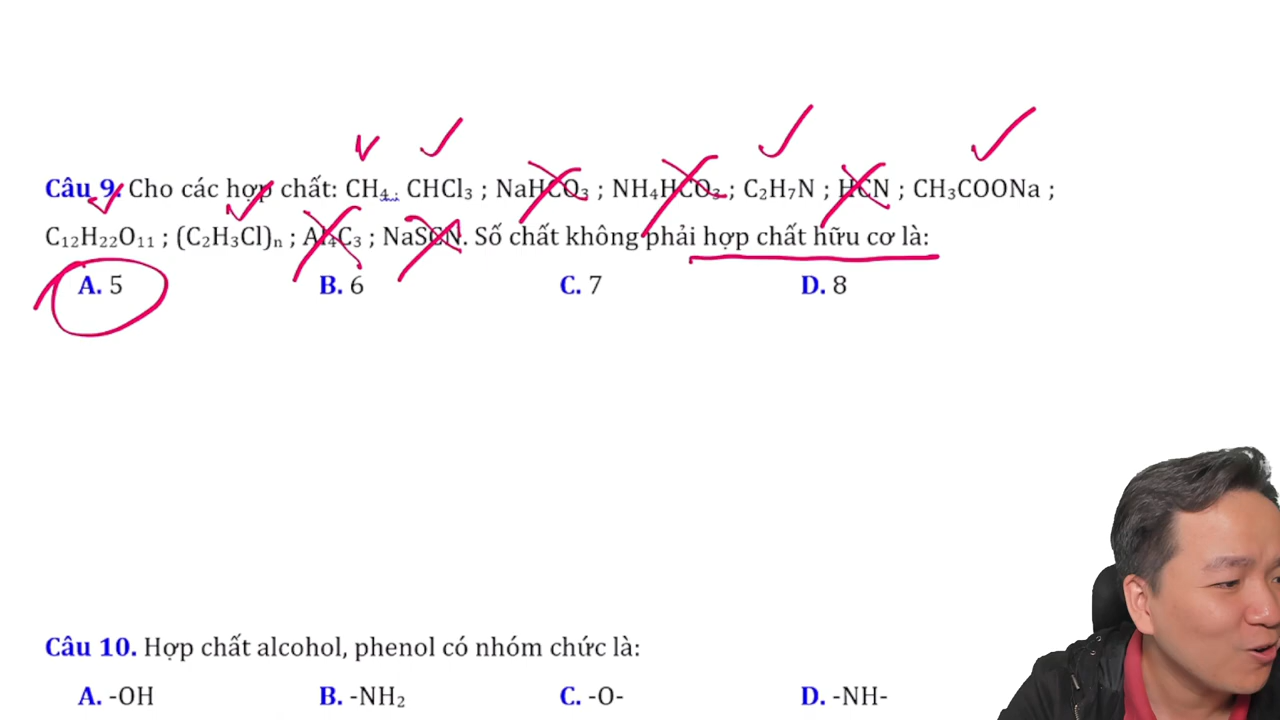 Câu 9. Cho các hợp chất: CH₄ ; CHCl₃ ; NaHCO₃ ; NH₄HCO₃ ; C₂H₇N ; HCN ; CH₃COONa ;
C₁₂H₂₂O₁₁ ; (C₂H₃Cl)ₙ ; Al₄C₃ ; NaSCN. Số chất không phải hợp chất hữu cơ là:
A. 5 B. 6 C. 7 D. 8
Câu 10. Hợp chất alcohol, phenol có nhóm chức là:
A. -OH B. -NH₂ C. -O- D. -NH-